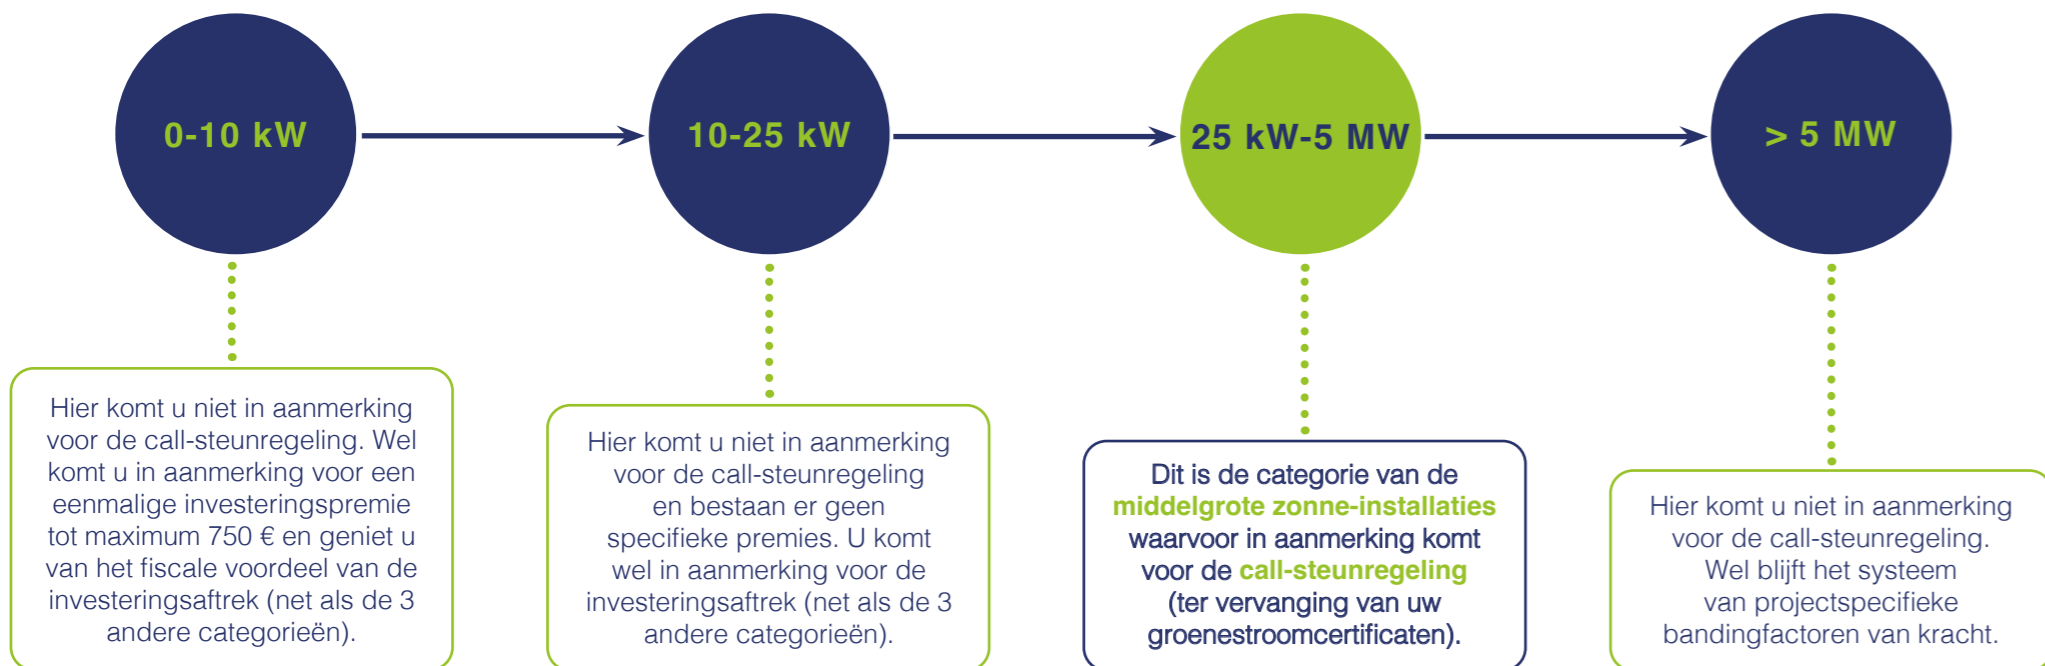 0-10 kW
10-25 kW
25 kW-5 MW
> 5 MW
Hier komt u niet in aanmerking
voor de call-steunregeling. Wel
komt u in aanmerking voor een
eenmalige investeringspremie
tot maximum 750 € en geniet u
van het fiscale voordeel van de
investeringsaftrek (net als de 3
andere categorieën).
Hier komt u niet in aanmerking
voor de call-steunregeling
en bestaan er geen
specifieke premies. U komt
wel in aanmerking voor de
investeringsaftrek (net als de 3
andere categorieën).
Dit is de categorie van de
middelgrote zonne-installaties
waarvoor in aanmerking komt
voor de call-steunregeling
(ter vervanging van uw
groenestroomcertificaten).
Hier komt u niet in aanmerking
voor de call-steunregeling.
Wel blijft het systeem
van projectspecifieke
bandingfactoren van kracht.